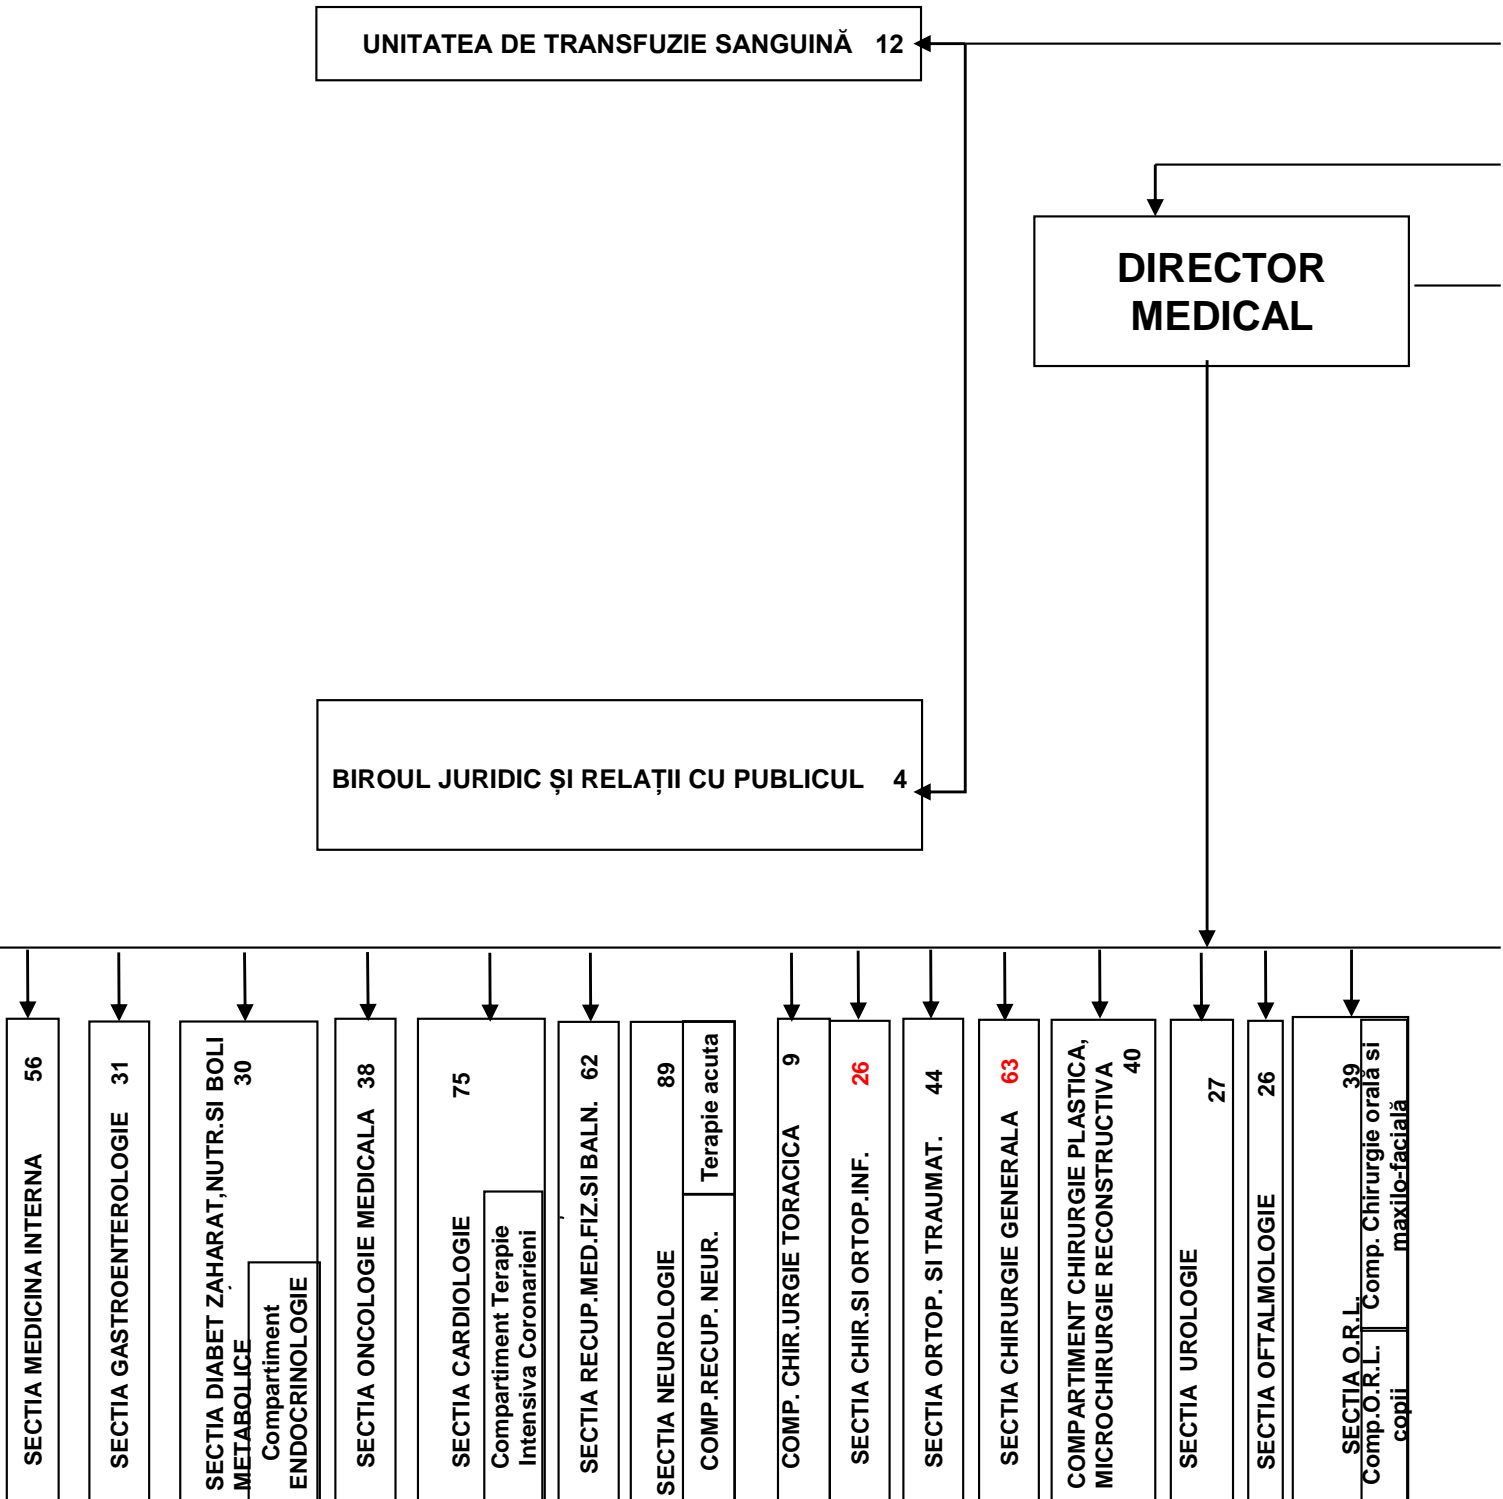 UNITATEA DE TRANSFUZIE SANGUINĂ 12
DIRECTOR
MEDICAL
BIROUL JURIDIC ȘI RELAȚII CU PUBLICUL 4
SECTIA MEDICINA INTERNA 56
SECTIA GASTROENTEROLOGIE 31
SECTIA DIABET ZAHARAT,NUTR.SI BOLI
METABOLICE 30
Compartiment
ENDOCRINOLOGIE
SECTIA ONCOLOGIE MEDICALA 38
SECTIA CARDIOLOGIE 75
Compartiment Terapie
Intensiva Coronarieni
SECTIA RECUP.MED.FIZ.SI BALN. 62
SECTIA NEUROLOGIE 89
COMP.RECUP. NEUR.
Terapie acuta
COMP. CHIR.URGIE TORACICA 9
SECTIA CHIR.SI ORTOP.INF. 26
SECTIA ORTOP. SI TRAUMAT. 44
SECTIA CHIRURGIE GENERALA 63
COMPARTIMENT CHIRURGIE PLASTICA,
MICROCHIRURGIE RECONSTRUCTIVA
40
SECTIA UROLOGIE 27
SECTIA OFTALMOLOGIE 26
SECTIA O.R.L. 39
Comp.O.R.L.
copii
Comp. Chirurgie orală si
maxilo-facială